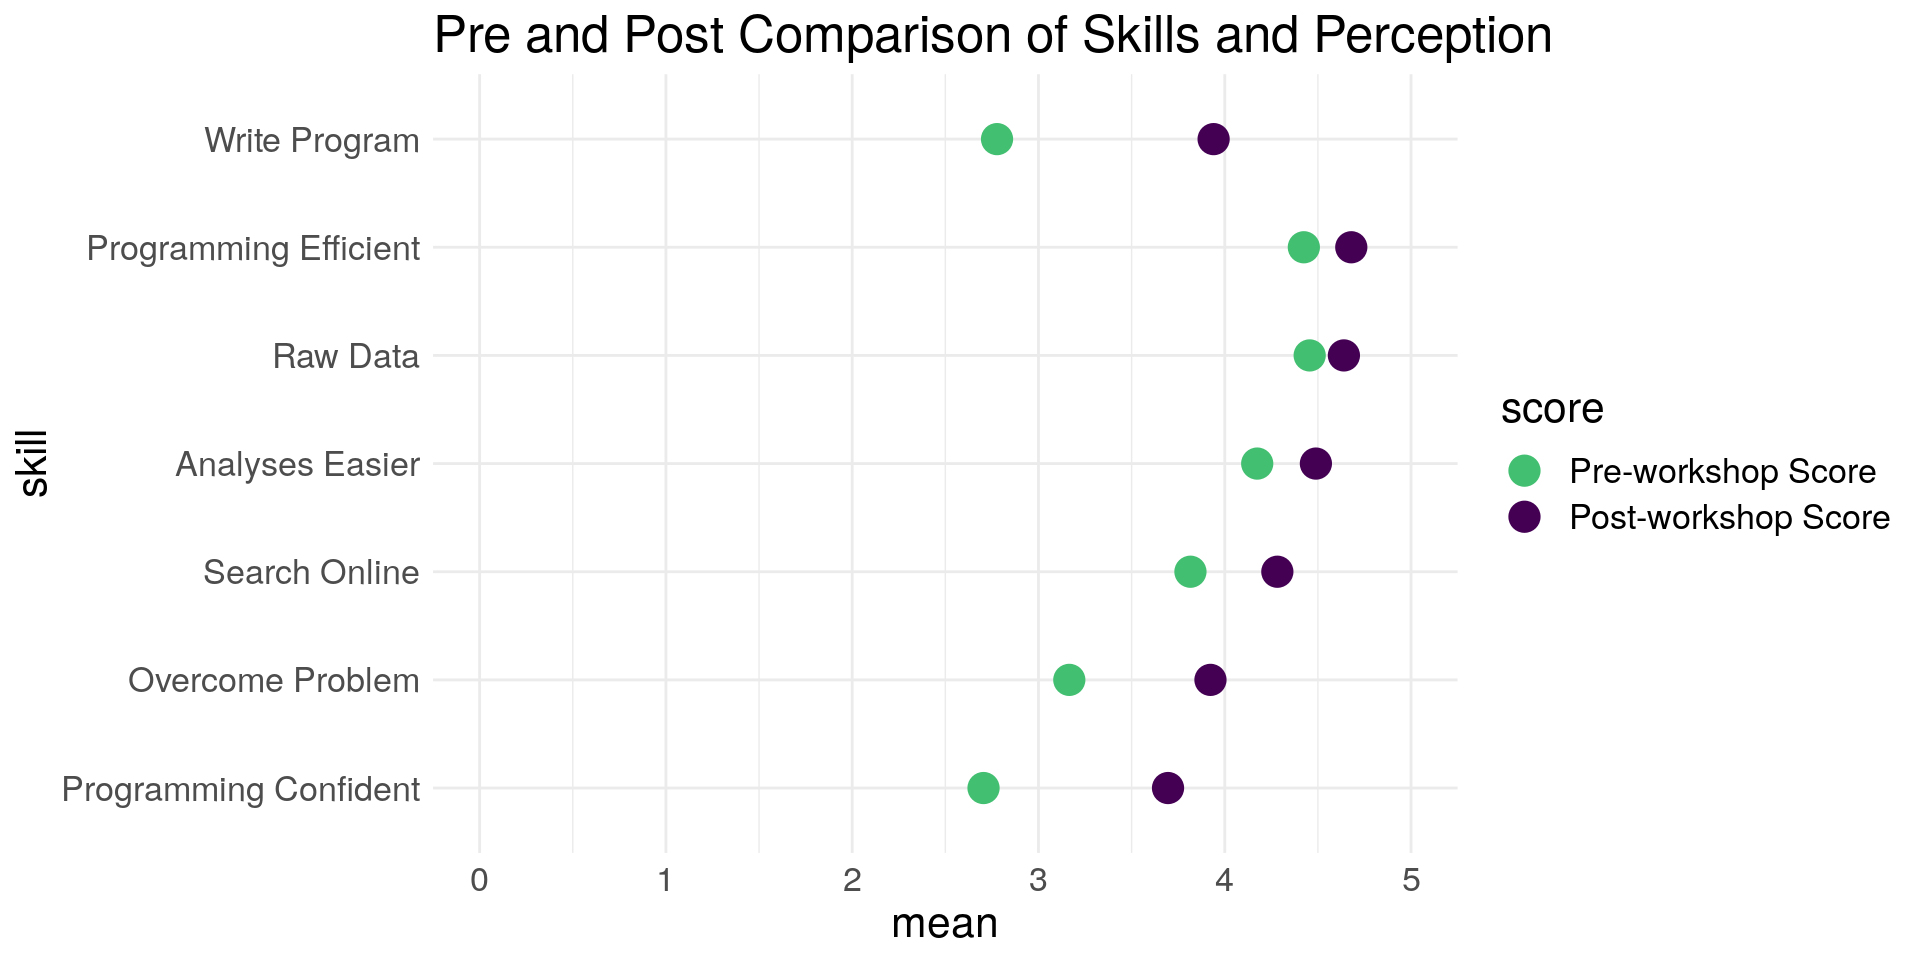 Pre and Post Comparison of Skills and Perception
Write Program
Programming Efficient
Raw Data
Analyses Easier
Search Online
Overcome Problem
Programming Confident
skill
0 1 2 3 4 5
mean
score
Pre-workshop Score
Post-workshop Score